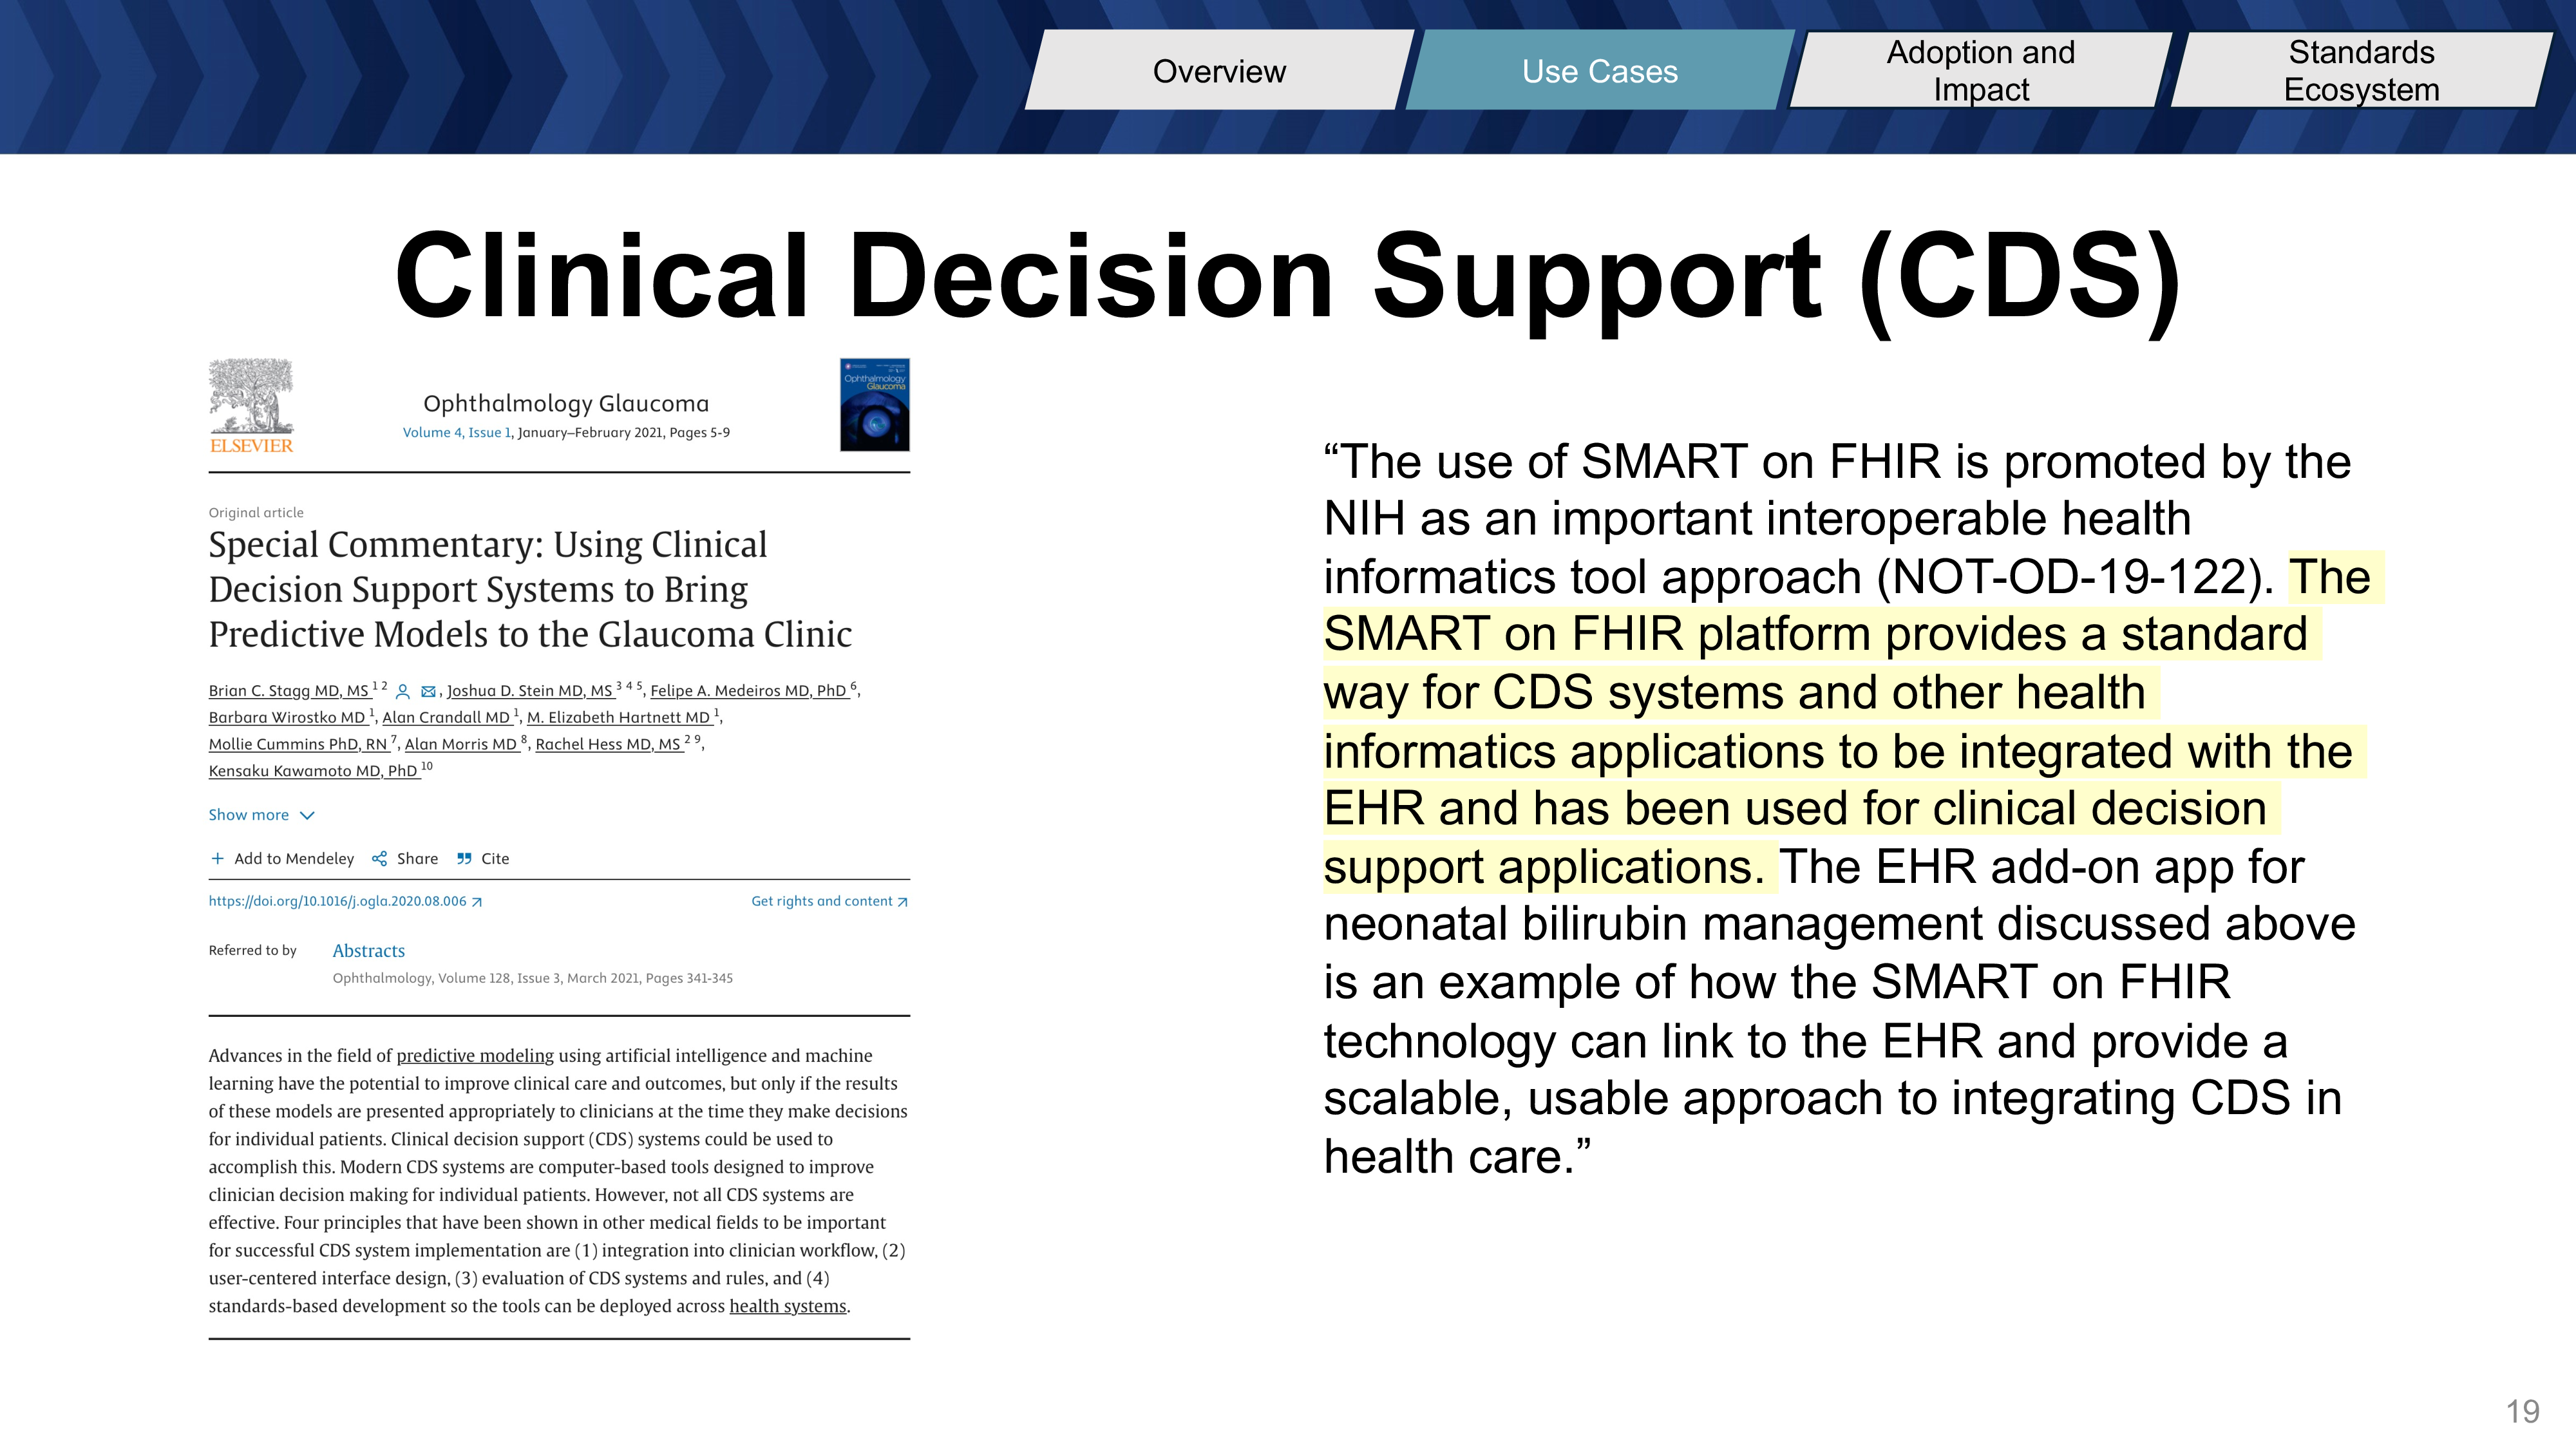 Overview
Use Cases
Adoption and
Impact
Standards
Ecosystem
Clinical Decision Support (CDS)
ELSEVIER
Ophthalmology Glaucoma
Volume 4, Issue 1, January–February 2021, Pages 5-9
Ophthalmology
Glaucoma
Original article
Special Commentary: Using Clinical
Decision Support Systems to Bring
Predictive Models to the Glaucoma Clinic
Brian C. Stagg MD, MS 1 2, Joshua D. Stein MD, MS 3 4 5, Felipe A. Medeiros MD, PhD 6,
Barbara Wirostko MD 1, Alan Crandall MD 1, M. Elizabeth Hartnett MD 1,
Mollie Cummins PhD, RN 7, Alan Morris MD 8, Rachel Hess MD, MS 2 9,
Kensaku Kawamoto MD, PhD 10
Show more
+ Add to Mendeley Share Cite
https://doi.org/10.1016/j.ogla.2020.08.006 Get rights and content
Referred to by Abstracts
Ophthalmology, Volume 128, Issue 3, March 2021, Pages 341-345
Advances in the field of predictive modeling using artificial intelligence and machine
learning have the potential to improve clinical care and outcomes, but only if the results
of these models are presented appropriately to clinicians at the time they make decisions
for individual patients. Clinical decision support (CDS) systems could be used to
accomplish this. Modern CDS systems are computer-based tools designed to improve
clinician decision making for individual patients. However, not all CDS systems are
effective. Four principles that have been shown in other medical fields to be important
for successful CDS system implementation are (1) integration into clinician workflow, (2)
user-centered interface design, (3) evaluation of CDS systems and rules, and (4)
standards-based development so the tools can be deployed across health systems.
“The use of SMART on FHIR is promoted by the
NIH as an important interoperable health
informatics tool approach (NOT-OD-19-122). The
SMART on FHIR platform provides a standard
way for CDS systems and other health
informatics applications to be integrated with the
EHR and has been used for clinical decision
support applications. The EHR add-on app for
neonatal bilirubin management discussed above
is an example of how the SMART on FHIR
technology can link to the EHR and provide a
scalable, usable approach to integrating CDS in
health care.”
19